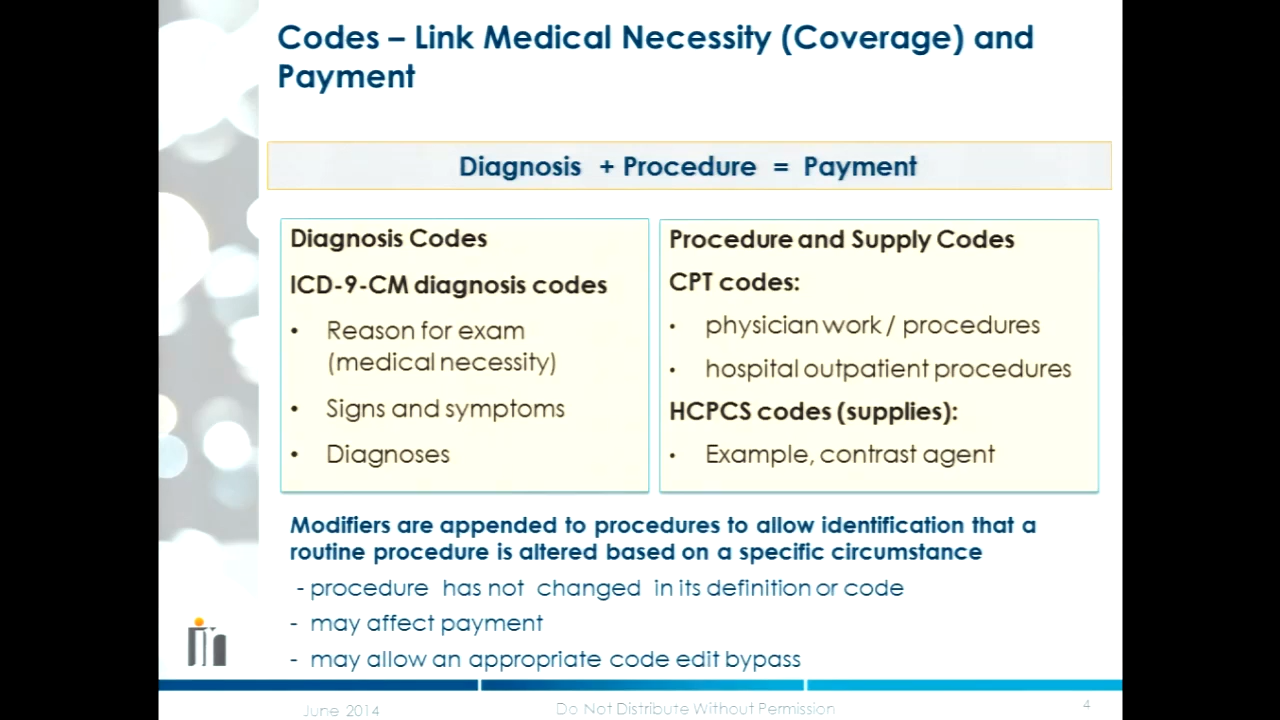 Codes – Link Medical Necessity (Coverage) and
Payment
Diagnosis + Procedure = Payment
Diagnosis Codes
ICD-9-CM diagnosis codes
• Reason for exam
(medical necessity)
• Signs and symptoms
• Diagnoses
Procedure and Supply Codes
CPT codes:
• physician work / procedures
• hospital outpatient procedures
HCPCS codes (supplies):
• Example, contrast agent
Modifiers are appended to procedures to allow identification that a
routine procedure is altered based on a specific circumstance
- procedure has not changed in its definition or code
- may affect payment
- may allow an appropriate code edit bypass
June 2014
Do Not Distribute Without Permission
4